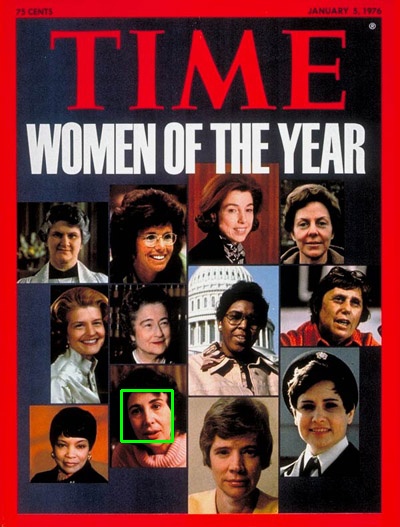 75 CENTS
JANUARY 5, 1976
TIME
®
WOMEN OF THE YEAR